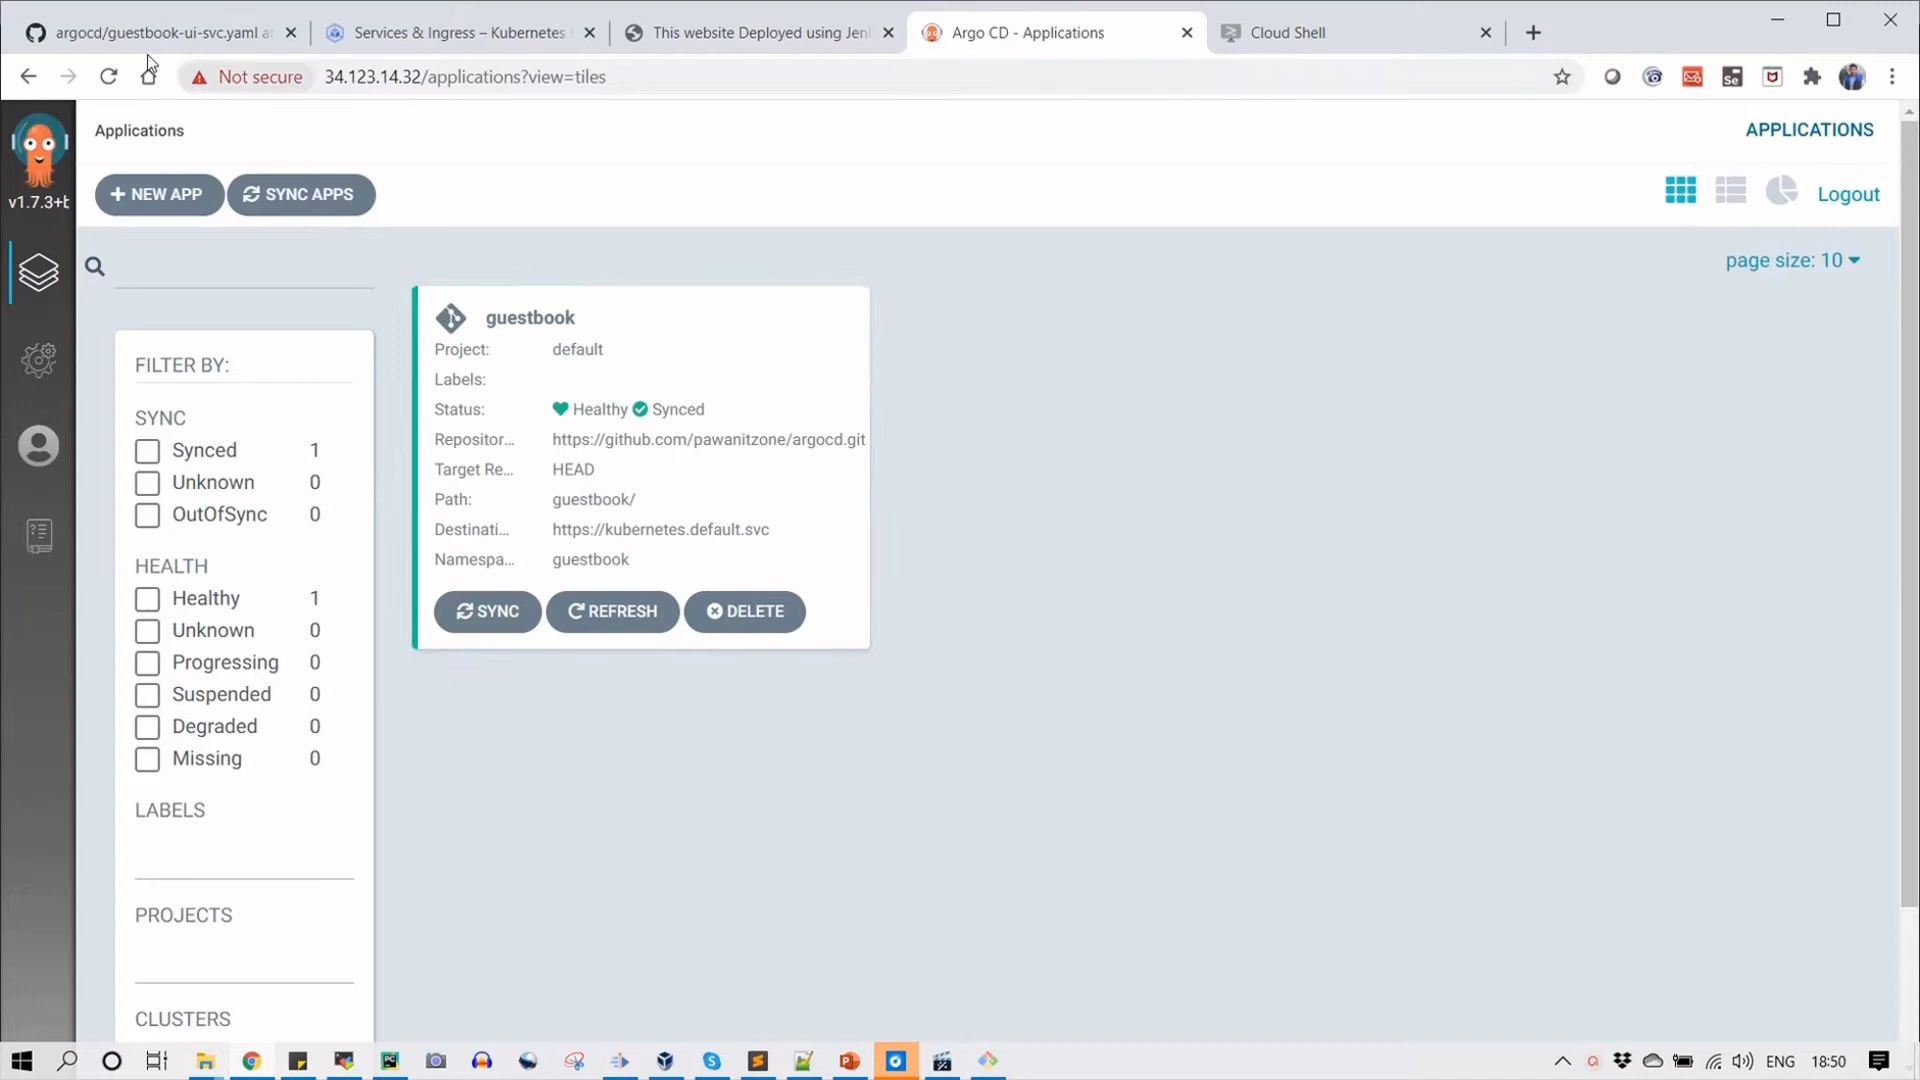 argocd/guestbook-ui-svc.yaml at
Services & Ingress – Kubernetes
This website Deployed using Jenl
Argo CD - Applications
Cloud Shell
Not secure
34.123.14.32/applications?view=tiles
Applications
APPLICATIONS
v1.7.3+b
NEW APP
SYNC APPS
Logout
page size: 10
guestbook
Project: default
Labels:
Status: Healthy Synced
Repositor... https://github.com/pawanitzone/argocd.git
Target Re... HEAD
Path: guestbook/
Destinati... https://kubernetes.default.svc
Namespa... guestbook
SYNC
REFRESH
DELETE
FILTER BY:
SYNC
Synced 1
Unknown 0
OutOfSync 0
HEALTH
Healthy 1
Unknown 0
Progressing 0
Suspended 0
Degraded 0
Missing 0
LABELS
PROJECTS
CLUSTERS
ENG
18:50